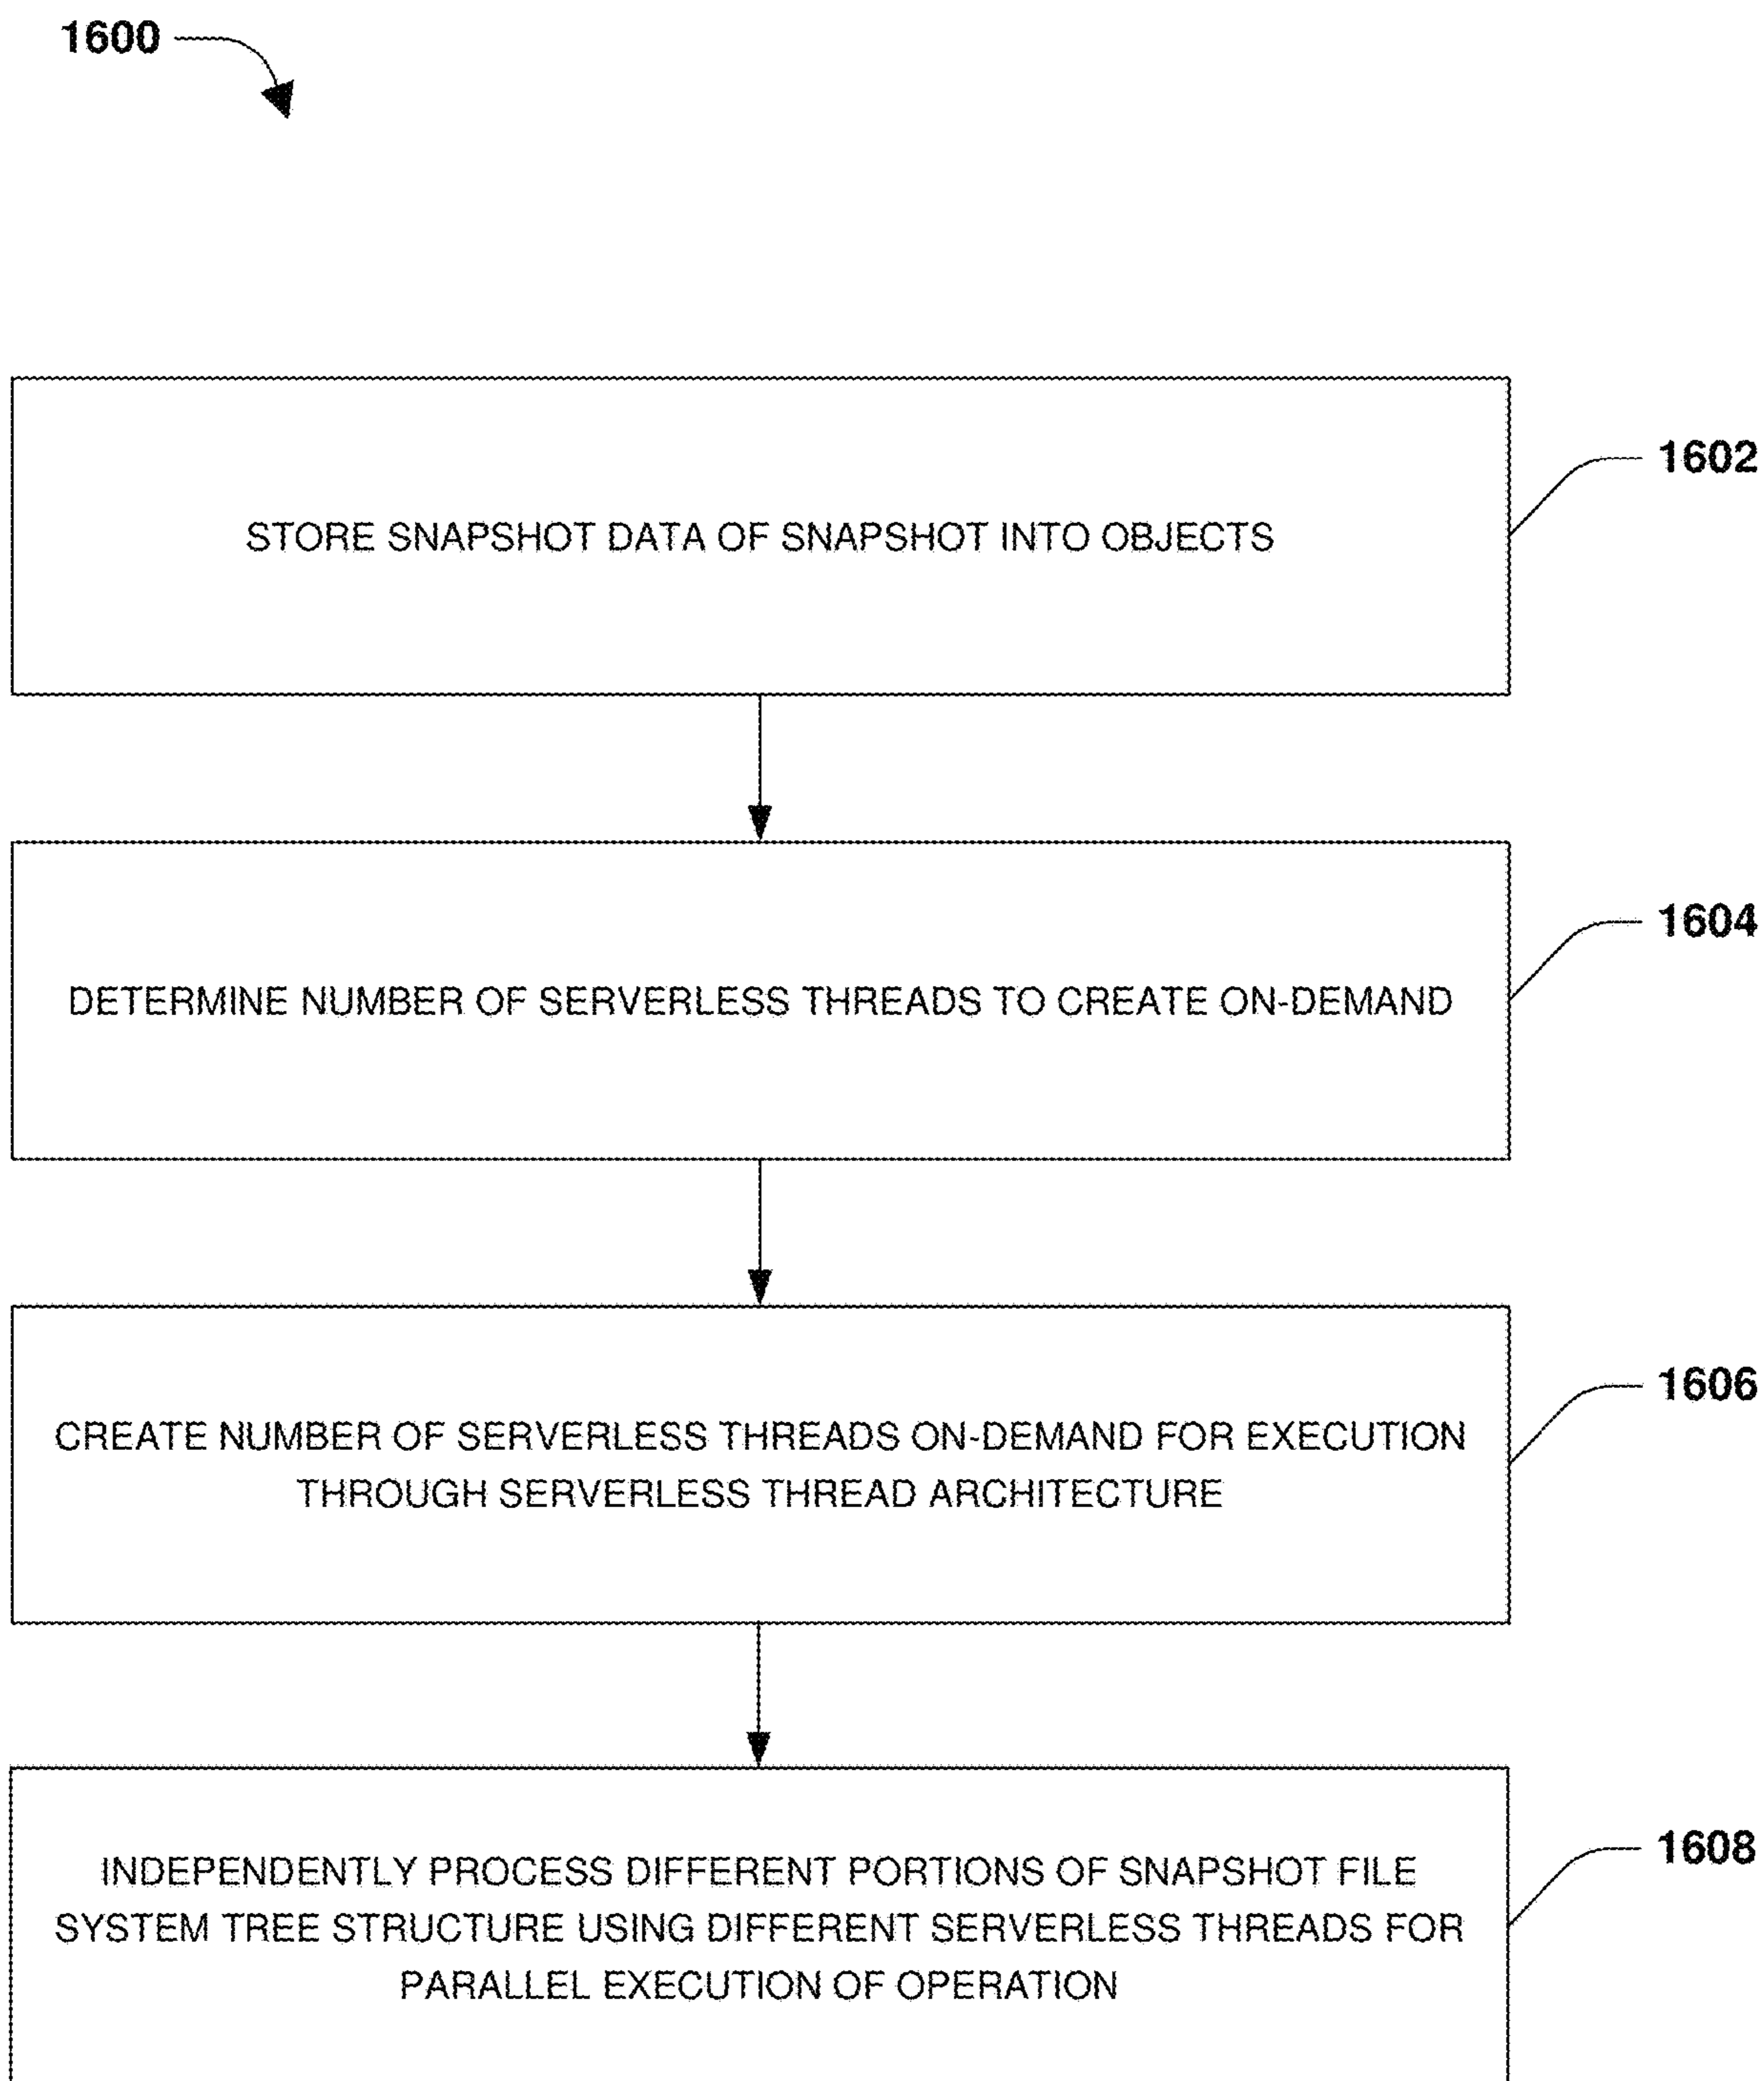 1600
STORE SNAPSHOT DATA OF SNAPSHOT INTO OBJECTS
1602
DETERMINE NUMBER OF SERVERLESS THREADS TO CREATE ON-DEMAND
1604
CREATE NUMBER OF SERVERLESS THREADS ON-DEMAND FOR EXECUTION
THROUGH SERVERLESS THREAD ARCHITECTURE
1606
INDEPENDENTLY PROCESS DIFFERENT PORTIONS OF SNAPSHOT FILE
SYSTEM TREE STRUCTURE USING DIFFERENT SERVERLESS THREADS FOR
PARALLEL EXECUTION OF OPERATION
1608